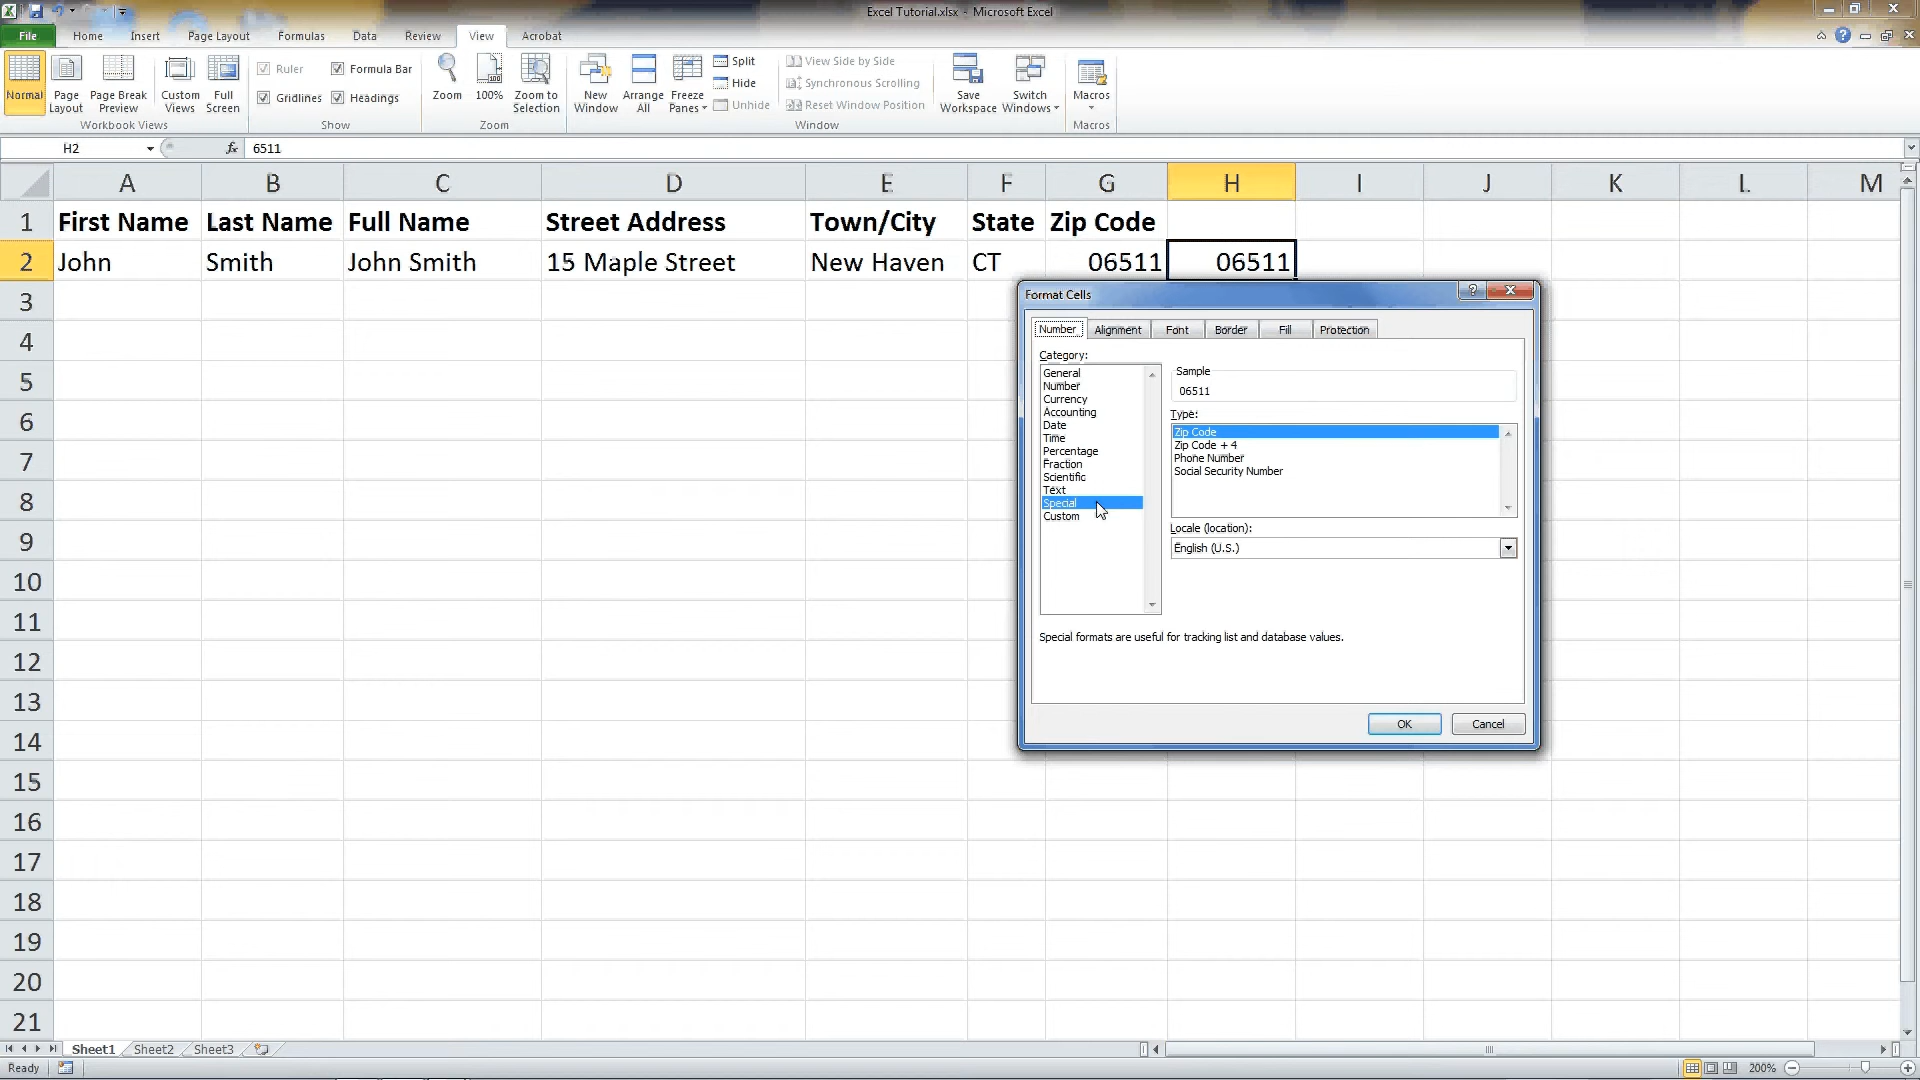 Excel Tutorial.xlsx - Microsoft Excel
File Home Insert Page Layout Formulas Data Review View Acrobat
Normal Page Layout Page Break Preview Custom Views Full Screen
Workbook Views
Ruler Formula Bar
Gridlines Headings
Show
Zoom 100% Zoom to Selection
Zoom
New Window Arrange All Freeze Panes
Split
Hide
Unhide
View Side by Side
Synchronous Scrolling
Reset Window Position
Window
Save Workspace Switch Windows
Macros
Macros
H2 fx 6511
A B C D E F G H I J K L M
1 First Name Last Name Full Name Street Address Town/City State Zip Code
2 John Smith John Smith 15 Maple Street New Haven CT 06511 06511
3
4
5
6
7
8
9
10
11
12
13
14
15
16
17
18
19
20
21
Format Cells
Number Alignment Font Border Fill Protection
Category:
General
Number
Currency
Accounting
Date
Time
Percentage
Fraction
Scientific
Text
Special
Custom
Sample
06511
Type:
Zip Code
Zip Code + 4
Phone Number
Social Security Number
Locale (location):
English (U.S.)
Special formats are useful for tracking list and database values.
OK Cancel
Sheet1 Sheet2 Sheet3
Ready 200%